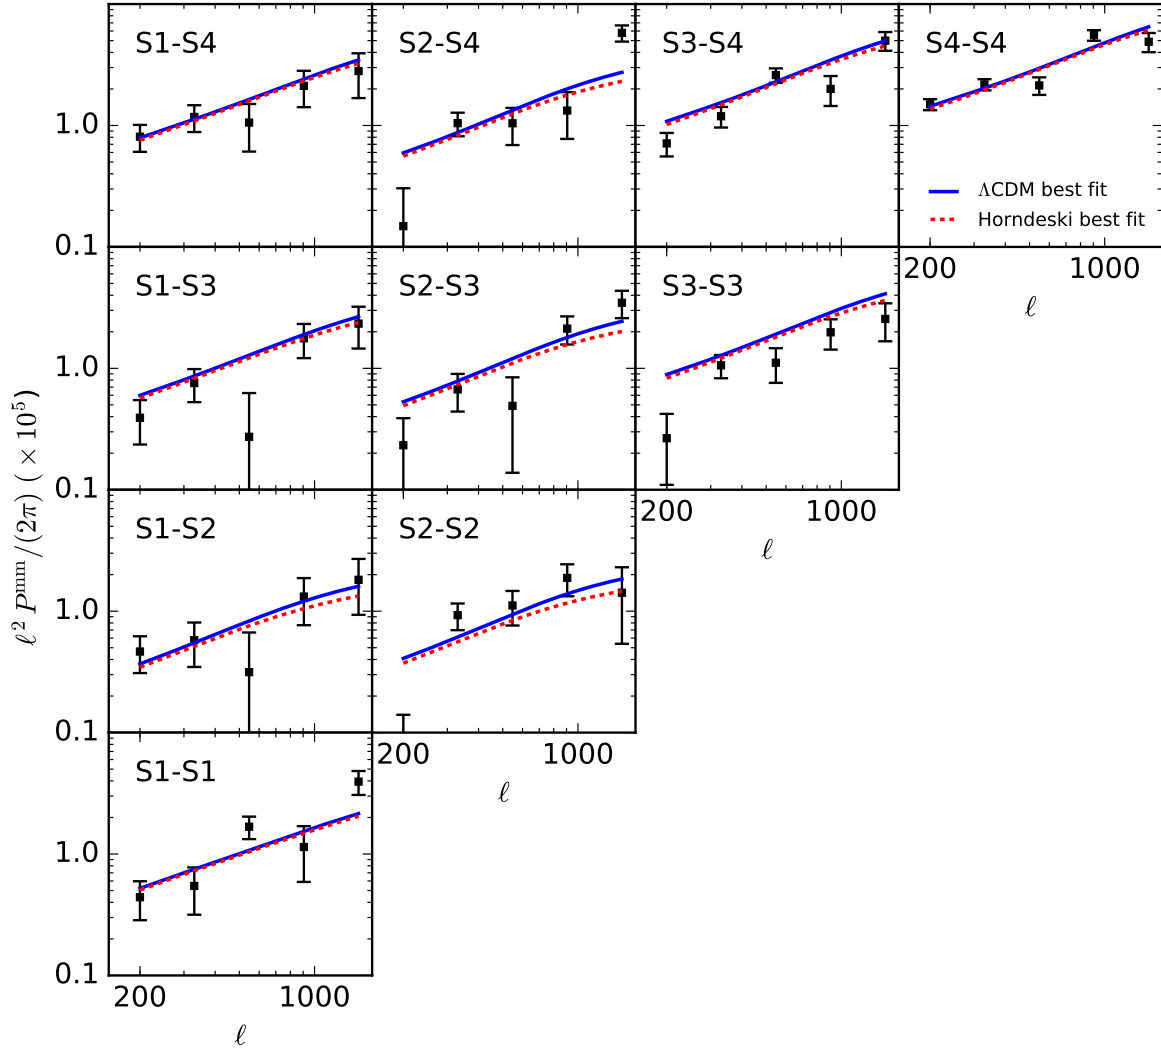 S1-S4 S2-S4 S3-S4 S4-S4
1.0
ΛCDM best fit
Horndeski best fit
0.1
200 1000
ℓ
S1-S3 S2-S3 S3-S3
1.0
0.1
200 1000
ℓ
ℓ² P^mm/(2π) (×10⁵)
S1-S2 S2-S2
1.0
0.1
200 1000
ℓ
S1-S1
1.0
0.1
200 1000
ℓ